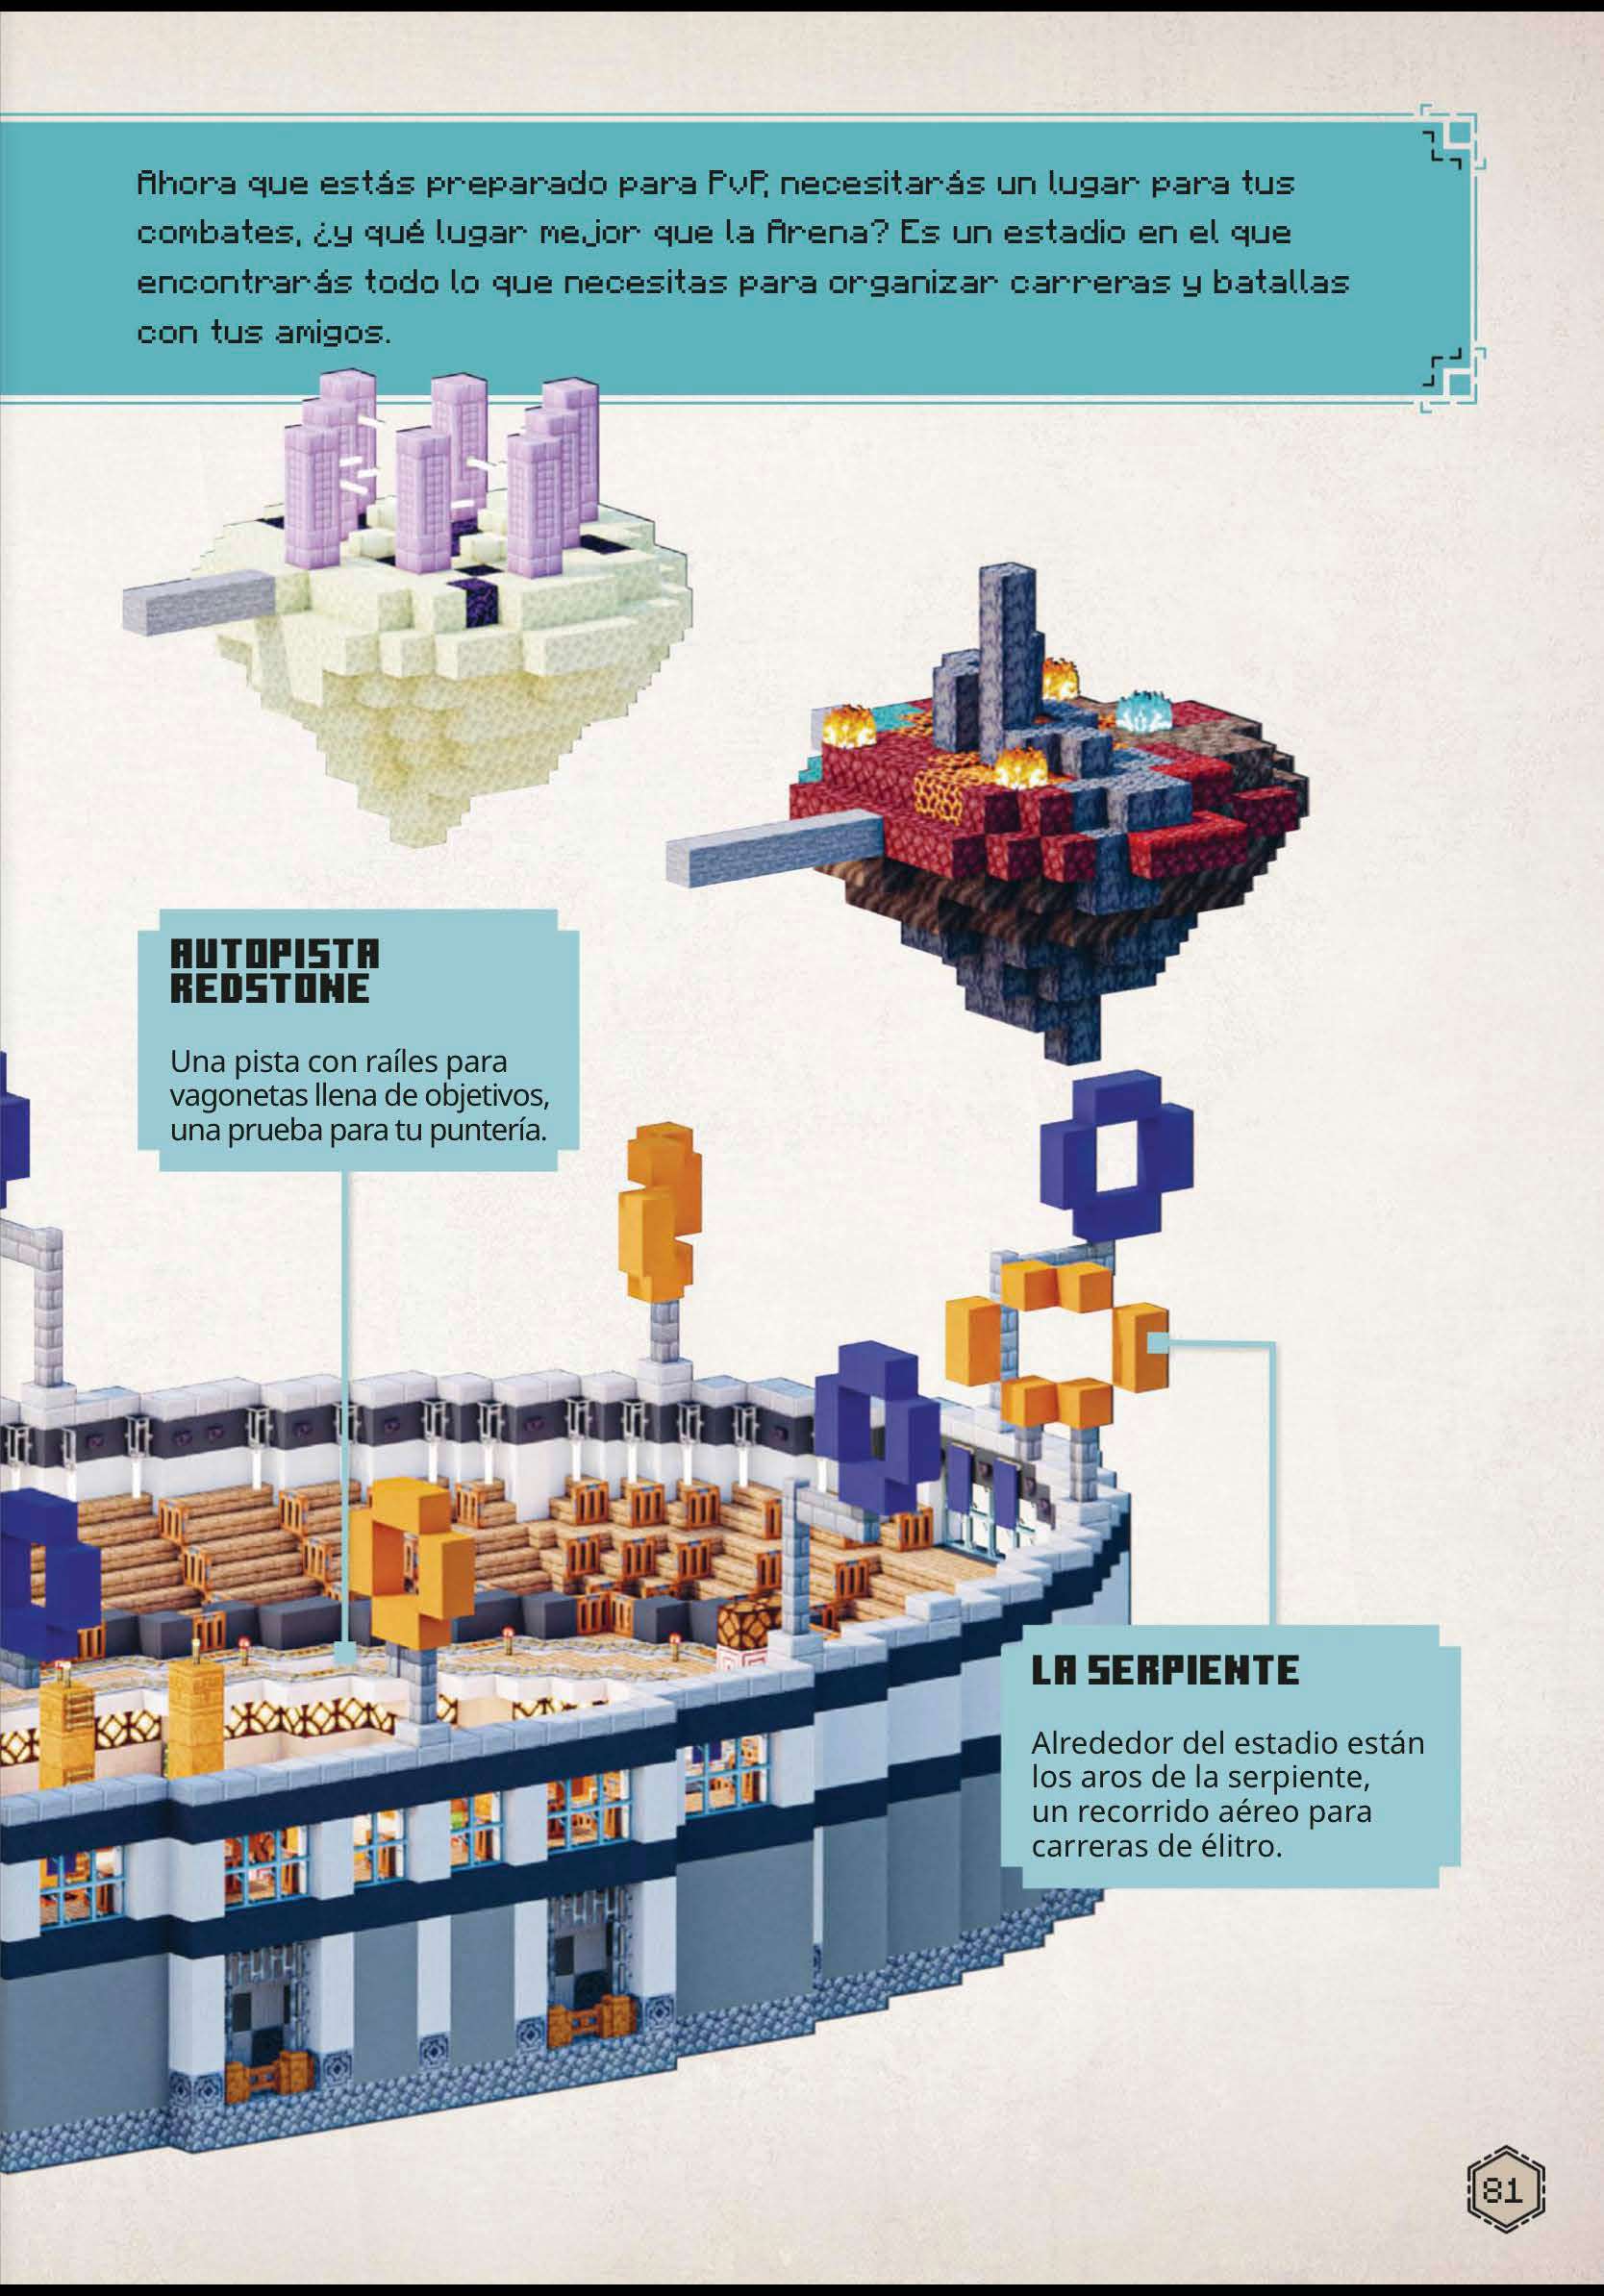 Ahora que estás preparado para PvP, necesitarás un lugar para tus
combates, ¿y qué lugar mejor que la Arena? Es un estadio en el que
encontrarás todo lo que necesitas para organizar carreras y batallas
con tus amigos.
AUTOPISTA
REDSTONE
Una pista con raíles para
vagonetas llena de objetivos,
una prueba para tu puntería.
LA SERPIENTE
Alrededor del estadio están
los aros de la serpiente,
un recorrido aéreo para
carreras de élitro.
81